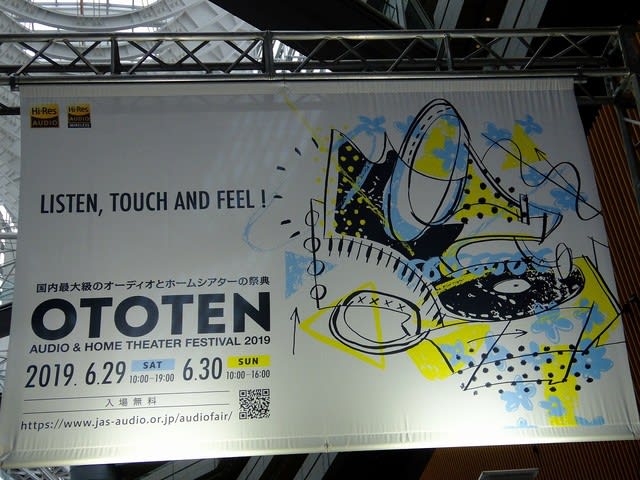 Hi-Res
AUDIO
Hi-Res
AUDIO
WIRELESS
LISTEN, TOUCH AND FEEL !
国内最大級のオーディオとホームシアターの祭典
OTOTEN
AUDIO & HOME THEATER FESTIVAL 2019
2019. 6.29 SAT 10:00-19:00 6.30 SUN 10:00-16:00
入場無料
https://www.jas-audio.or.jp/audiofair/